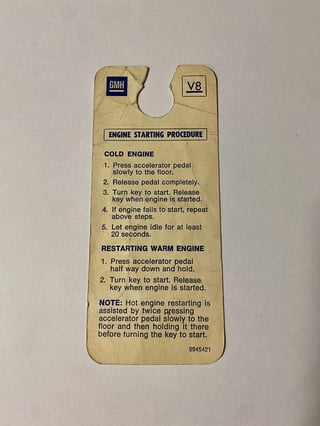 GMH V8
ENGINE STARTING PROCEDURE
COLD ENGINE
1. Press accelerator pedal
slowly to the floor.
2. Release pedal completely.
3. Turn key to start. Release
key when engine is started.
4. If engine fails to start, repeat
above steps.
5. Let engine idle for at least
20 seconds.
RESTARTING WARM ENGINE
1. Press accelerator pedal
half way down and hold.
2. Turn key to start. Release
key when engine is started.
NOTE: Hot engine restarting is
assisted by twice pressing
accelerator pedal slowly to the
floor and then holding it there
before turning the key to start.
9945421